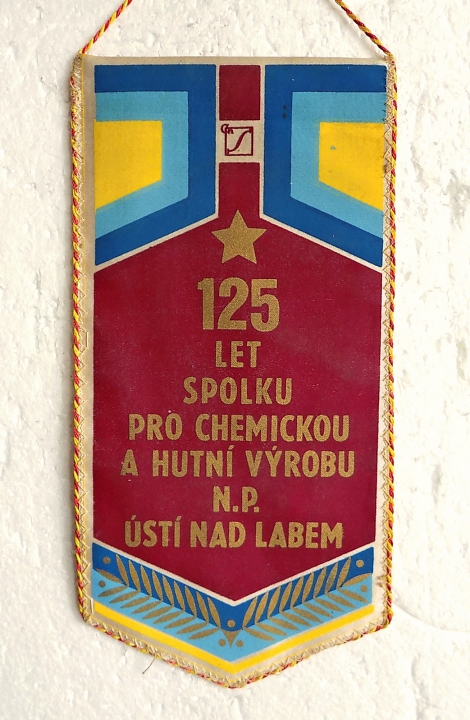 125
LET
SPOLKU
PRO CHEMICKOU
A HUTNÍ VÝROBU
N.P.
ÚSTÍ NAD LABEM